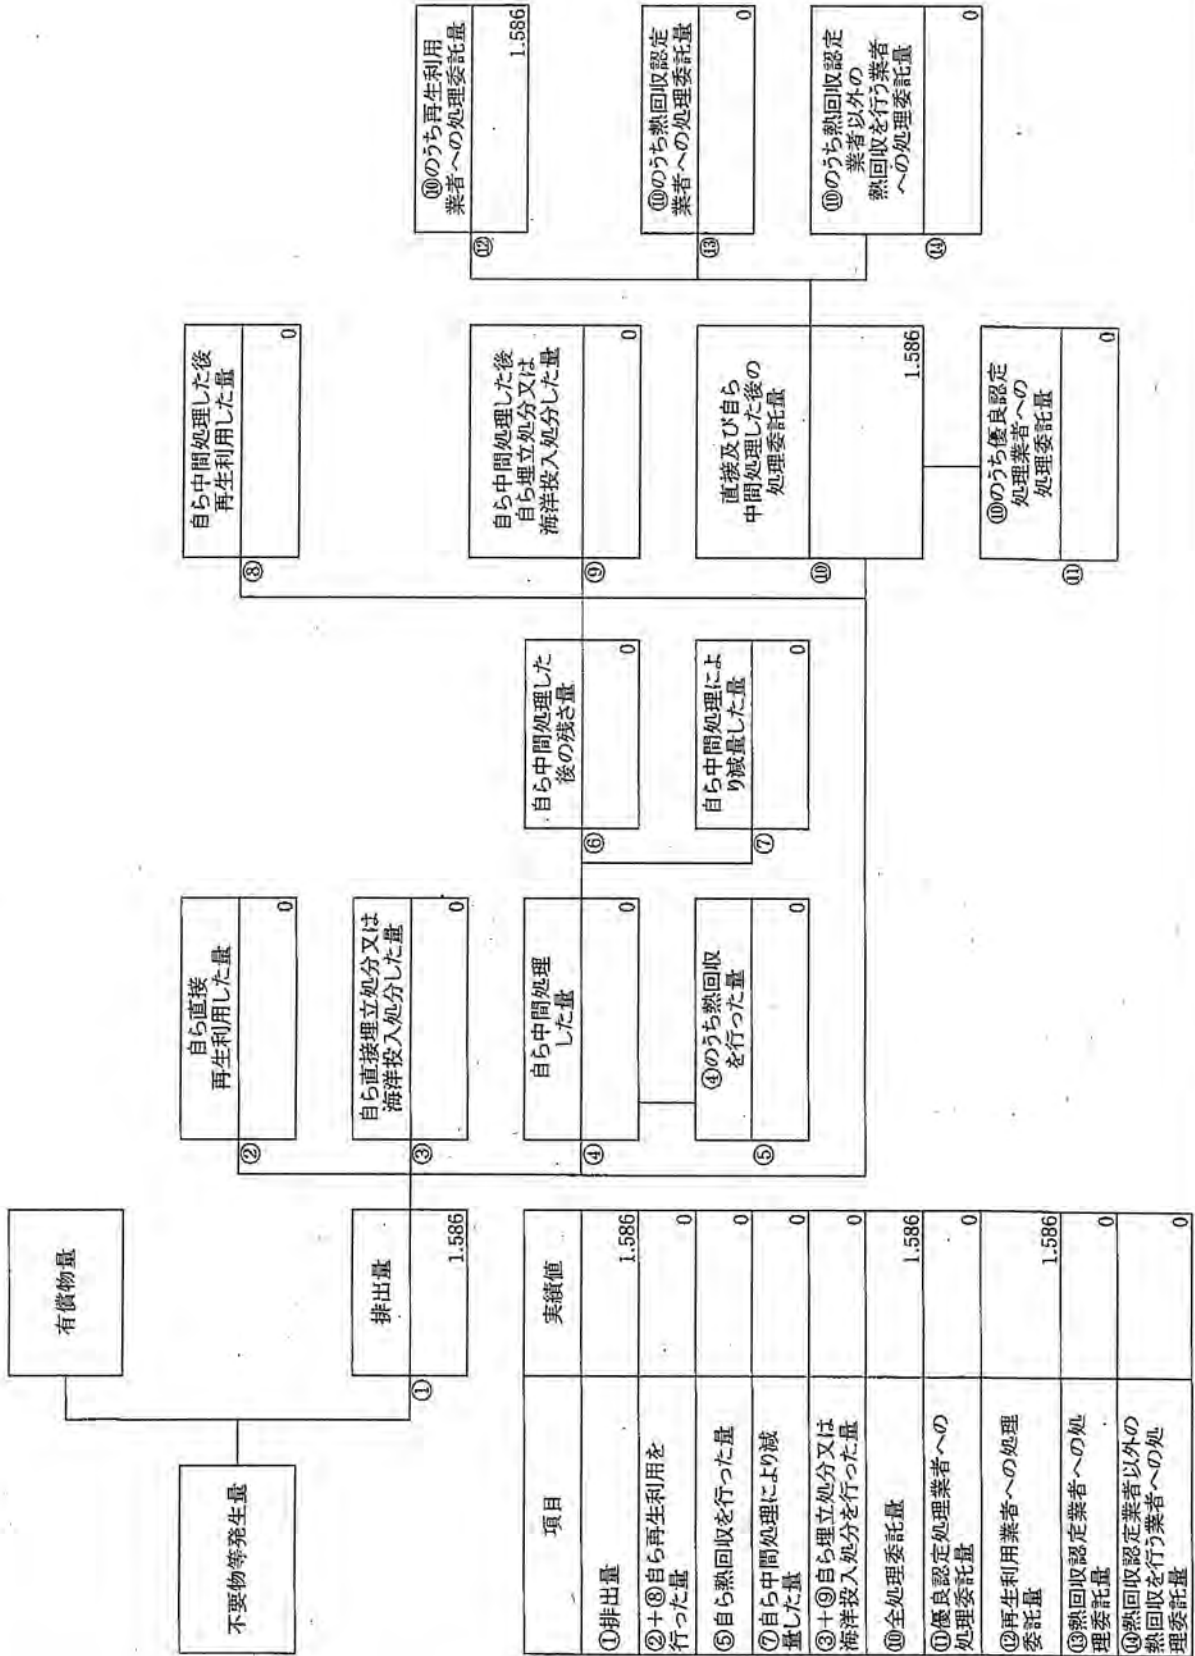 不要物等発生量
有償物量
①
排出量
1.586
②
自ら直接
再生利用した量
0
③
自ら直接埋立処分又は
海洋投入処分した量
0
④
自ら中間処理
した量
0
⑤
④のうち熱回収
を行った量
0
⑥
自ら中間処理した
後の残さ量
0
⑦
自ら中間処理によ
り減量した量
0
⑧
自ら中間処理した後
再生利用した量
0
⑨
自ら中間処理した後
自ら埋立処分又は
海洋投入処分した量
0
⑩
直接及び自ら
中間処理した後の
処理委託量
1.586
⑪
⑩のうち優良認定
処理業者への
処理委託量
0
⑫
⑩のうち再生利用
業者への処理委託量
1.586
⑬
⑩のうち熱回収認定
業者への処理委託量
0
⑭
⑩のうち熱回収認定
業者以外の
熱回収を行う業者
への処理委託量
0
項目 実績値
①排出量 1.586
②+⑧自ら再生利用を
行った量 0
⑤自ら熱回収を行った量 0
⑦自ら中間処理により減
量した量 0
③+⑨自ら埋立処分又は
海洋投入処分を行った量 0
⑩全処理委託量 1.586
⑪優良認定処理業者への
処理委託量 0
⑫再生利用業者への処理
委託量 1.586
⑬熱回収認定業者への処
理委託量 0
⑭熱回収認定業者以外の
熱回収を行う業者への処
理委託量 0